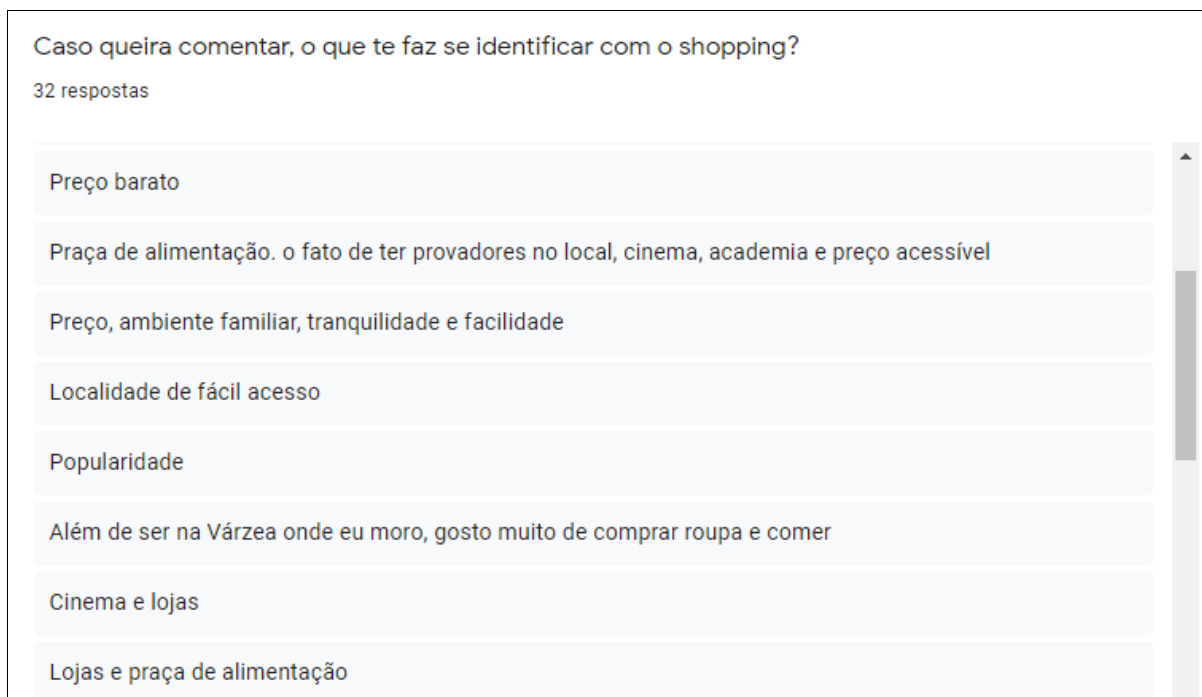 Caso queira comentar, o que te faz se identificar com o shopping?
32 respostas
Preço barato
Praça de alimentação. o fato de ter provadores no local, cinema, academia e preço acessível
Preço, ambiente familiar, tranquilidade e facilidade
Localidade de fácil acesso
Popularidade
Além de ser na Várzea onde eu moro, gosto muito de comprar roupa e comer
Cinema e lojas
Lojas e praça de alimentação